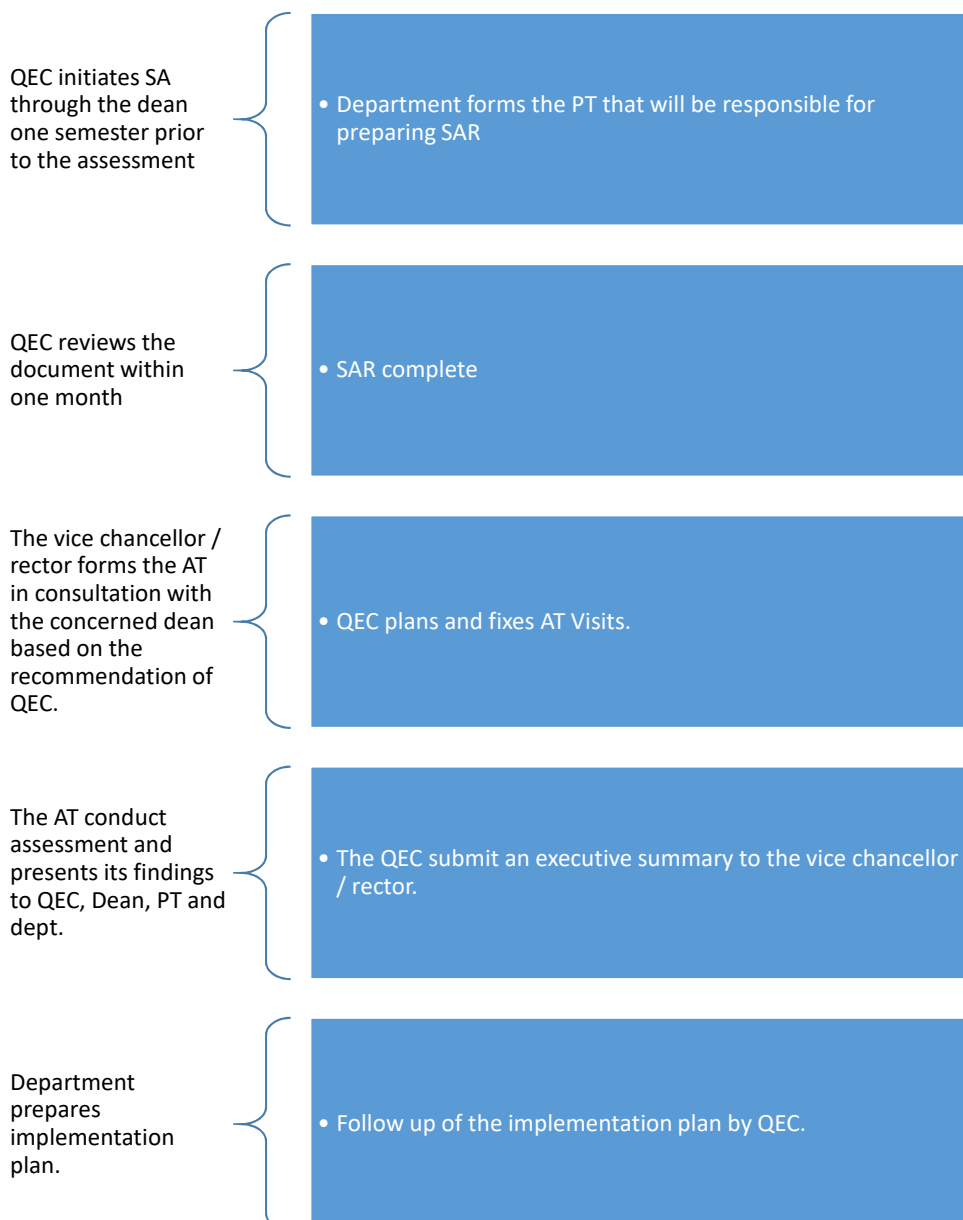 QEC initiates SA
through the dean
one semester prior
to the assessment
• Department forms the PT that will be responsible for
preparing SAR
QEC reviews the
document within
one month
• SAR complete
The vice chancellor /
rector forms the AT
in consultation with
the concerned dean
based on the
recommendation of
QEC.
• QEC plans and fixes AT Visits.
The AT conduct
assessment and
presents its findings
to QEC, Dean, PT and
dept.
• The QEC submit an executive summary to the vice chancellor
/ rector.
Department
prepares
implementation
plan.
• Follow up of the implementation plan by QEC.